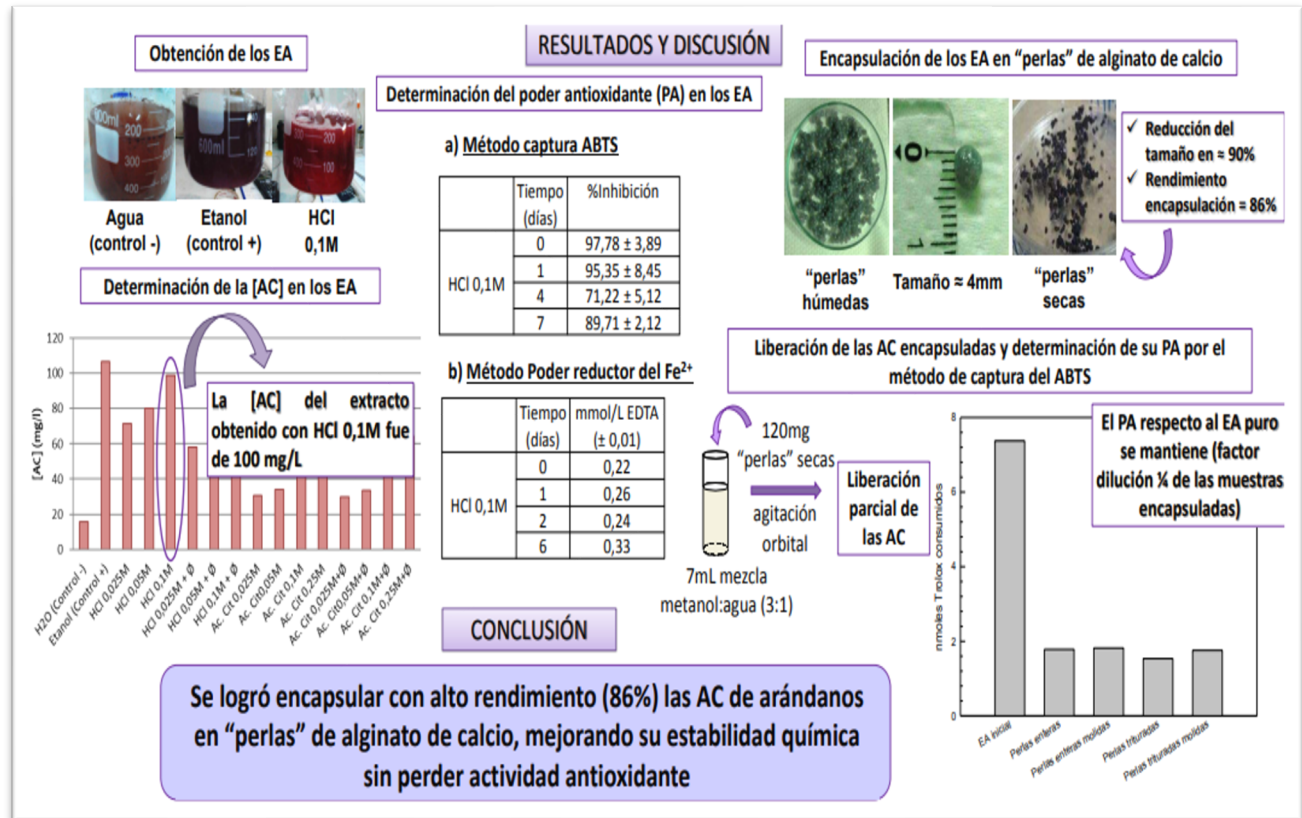 RESULTADOS Y DISCUSIÓN
Obtención de los EA
600ml
200
300
400
600ml
120
300
200
400
100
Agua
(control -)
Etanol
(control +)
HCl
0,1M
Determinación de la [AC] en los EA
[AC] (mg/l)
120
100
80
60
40
20
0
La [AC] del extracto
obtenido con HCl 0,1M fue
de 100 mg/L
H2O (Control -)
Etanol (Control +)
HCl 0,025M
HCl 0,05M
HCl 0,1M
HCl 0,025M + Ø
HCl 0,05M + Ø
HCl 0,1M + Ø
Ac. Cit 0,025M
Ac. Cit0,05M
Ac. Cit 0,1M
Ac. Cit 0,25M
Ac. Cit 0,025M+Ø
Ac. Cit0,05M+Ø
Ac. Cit 0,1M+Ø
Ac. Cit 0,25M+Ø
Determinación del poder antioxidante (PA) en los EA
a) Método captura ABTS
Tiempo (días) %Inhibición
HCl 0,1M
0 97,78 ± 3,89
1 95,35 ± 8,45
4 71,22 ± 5,12
7 89,71 ± 2,12
b) Método Poder reductor del Fe²⁺
Tiempo mmol/L EDTA
(días) (± 0,01)
HCl 0,1M
0 0,22
1 0,26
2 0,24
6 0,33
Encapsulación de los EA en “perlas” de alginato de calcio
0
1
“perlas”
húmedas
Tamaño ≈ 4mm
“perlas”
secas
✓ Reducción del
tamaño en ≈ 90%
✓ Rendimiento
encapsulación = 86%
Liberación de las AC encapsuladas y determinación de su PA por el
método de captura del ABTS
120mg
“perlas” secas
agitación
orbital
7mL mezcla
metanol:agua (3:1)
Liberación
parcial de
las AC
El PA respecto al EA puro
se mantiene (factor
dilución ¼ de las muestras
encapsuladas)
nmoles Trolox consumidos
8
6
4
2
0
EA inicial
Perlas enteras
Perlas enteras molidas
Perlas trituradas
Perlas trituradas molidas
CONCLUSIÓN
Se logró encapsular con alto rendimiento (86%) las AC de arándanos
en “perlas” de alginato de calcio, mejorando su estabilidad química
sin perder actividad antioxidante